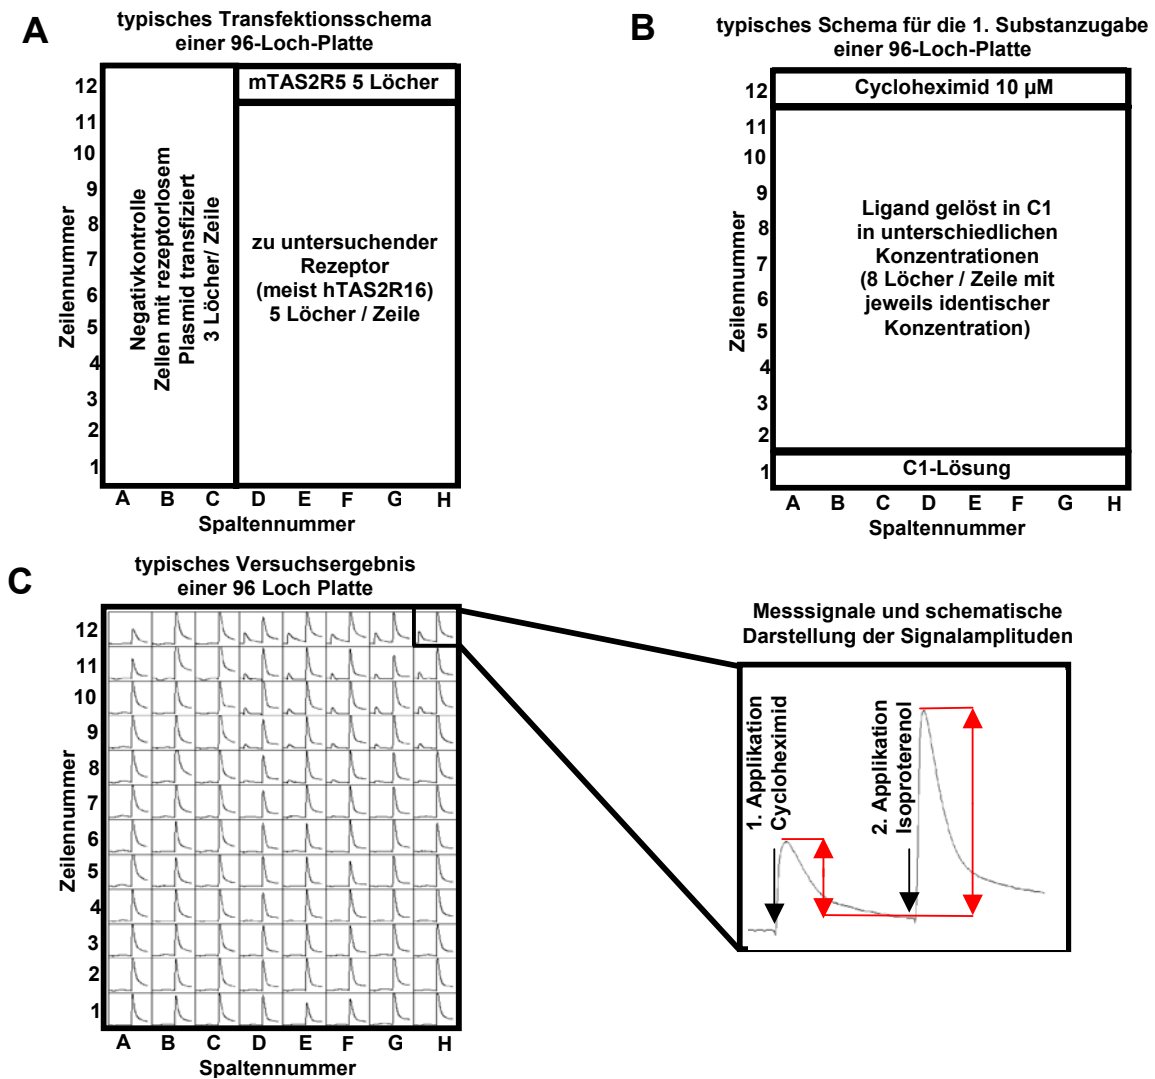 A
typisches Transfektionsschema
einer 96-Loch-Platte
12
11
10
9
8
7
6
5
4
3
2
1
Zeilennummer
Negativkontrolle
Zellen mit rezeptorlosem
Plasmid transfiziert
3 Löcher/ Zeile
mTAS2R5 5 Löcher
zu untersuchender
Rezeptor
(meist hTAS2R16)
5 Löcher / Zeile
A B C D E F G H
Spaltennummer
B
typisches Schema für die 1. Substanzugabe
einer 96-Loch-Platte
12
11
10
9
8
7
6
5
4
3
2
1
Zeilennummer
Cycloheximid 10 µM
Ligand gelöst in C1
in unterschiedlichen
Konzentrationen
(8 Löcher / Zeile mit
jeweils identischer
Konzentration)
C1-Lösung
A B C D E F G H
Spaltennummer
C
typisches Versuchsergebnis
einer 96 Loch Platte
12
11
10
9
8
7
6
5
4
3
2
1
Zeilennummer
A B C D E F G H
Spaltennummer
Messsignale und schematische
Darstellung der Signalamplituden
1. Applikation
Cycloheximid
2. Applikation
Isoproterenol